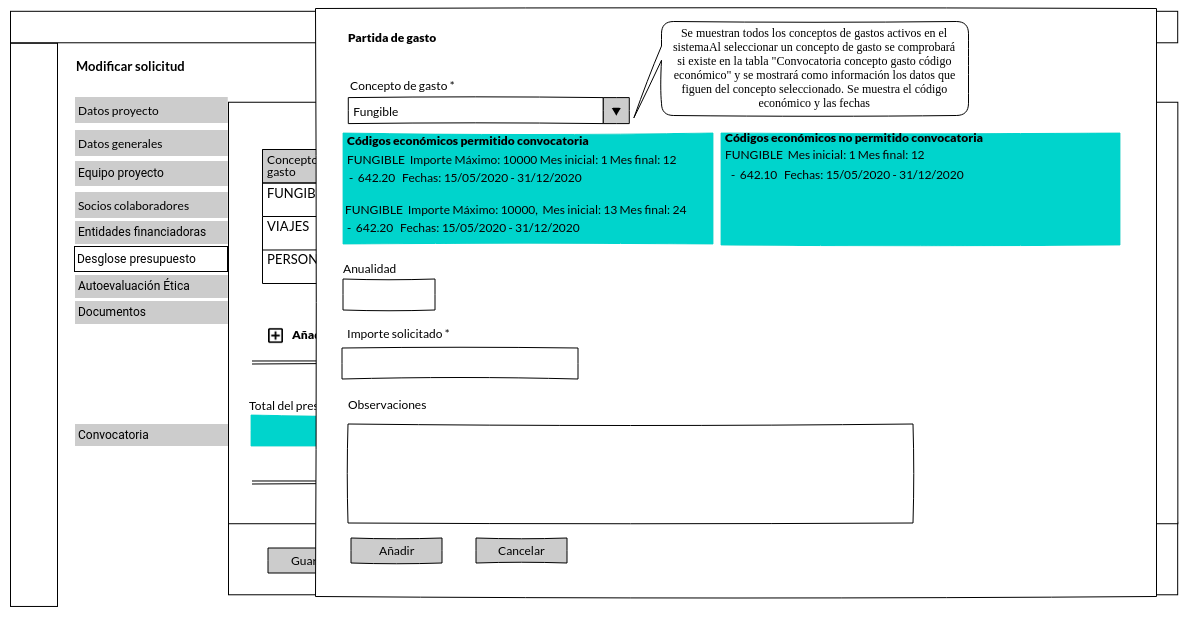 Modificar solicitud
Datos proyecto
Datos generales
Equipo proyecto
Socios colaboradores
Entidades financiadoras
Desglose presupuesto
Autoevaluación Ética
Documentos
Convocatoria
Concepto
gasto
VIAJES
Total del
Partida de gasto
Se muestran todos los conceptos de gastos activos en el
sistemaAl seleccionar un concepto de gasto se comprobará
si existe en la tabla "Convocatoria concepto gasto código
económico" y se mostrará como información los datos que
figuen del concepto seleccionado. Se muestra el código
económico y las fechas
Concepto de gasto *
Fungible
Códigos económicos permitido convocatoria
FUNGIBLE Importe Máximo: 10000 Mes inicial: 1 Mes final: 12
- 642.20 Fechas: 15/05/2020 - 31/12/2020
FUNGIBLE Importe Máximo: 10000, Mes inicial: 13 Mes final: 24
- 642.20 Fechas: 15/05/2020 - 31/12/2020
Códigos económicos no permitido convocatoria
FUNGIBLE Mes inicial: 1 Mes final: 12
- 642.10 Fechas: 15/05/2020 - 31/12/2020
Anualidad
Importe solicitado *
Observaciones
Añadir
Cancelar